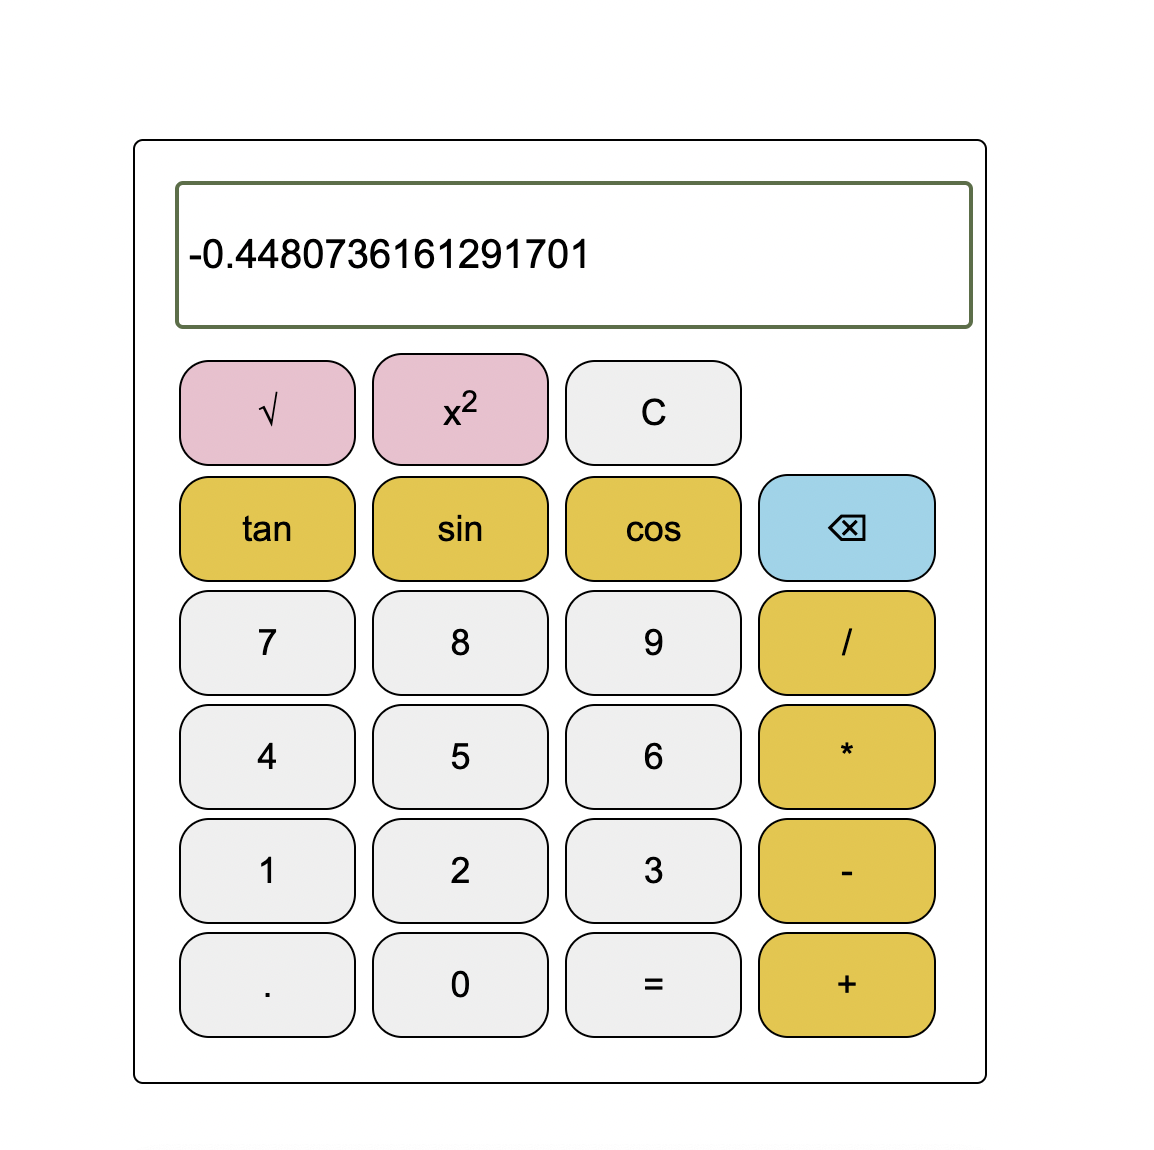 -0.4480736161291701
√ x² C
tan sin cos ⌫
7 8 9 /
4 5 6 *
1 2 3 -
. 0 = +